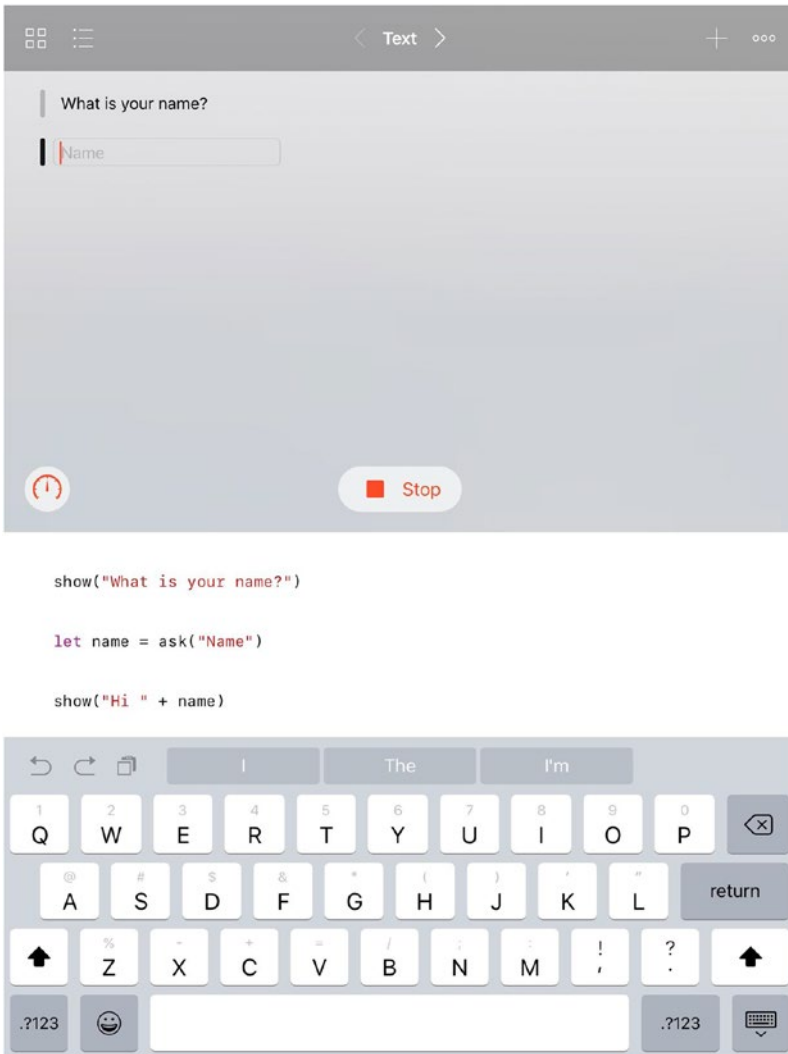 Text
What is your name?
Name
Stop
show("What is your name?")
let name = ask("Name")
show("Hi " + name)
I The I'm
1 2 3 4 5 6 7 8 9 0
Q W E R T Y U I O P
@ # $ & * ( ) ' "
A S D F G H J K L return
% - + = / ; : ! ?
Z X C V B N M , .
.?123 .?123